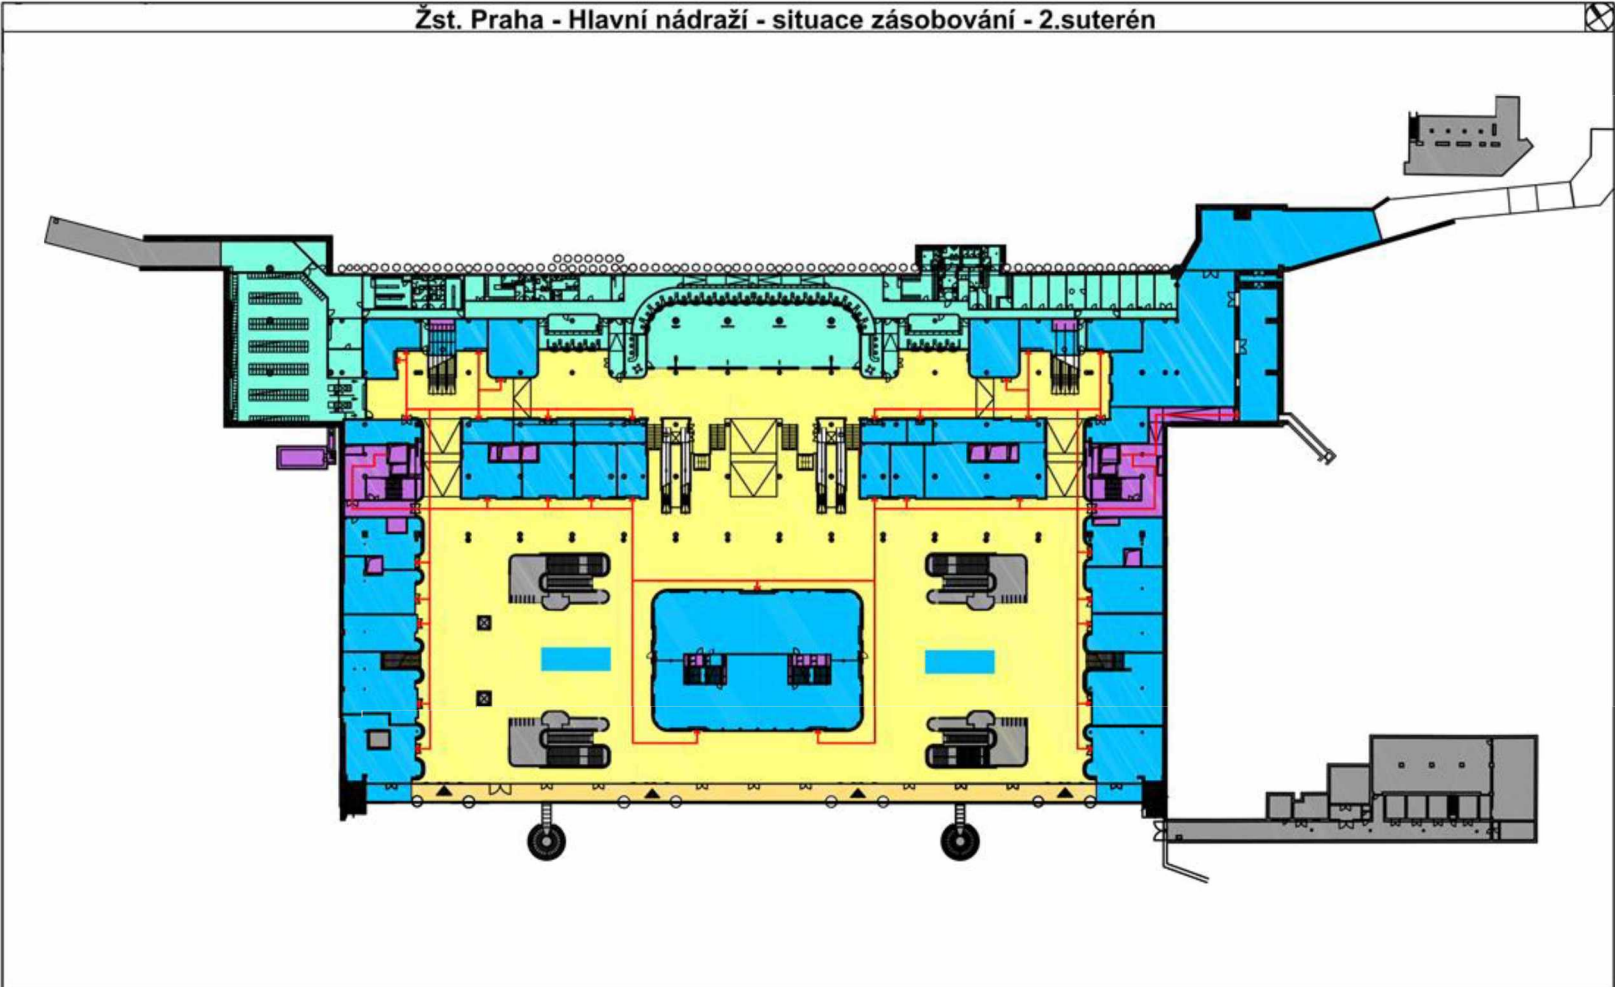 Žst. Praha - Hlavní nádraží - situace zásobování - 2.suterén